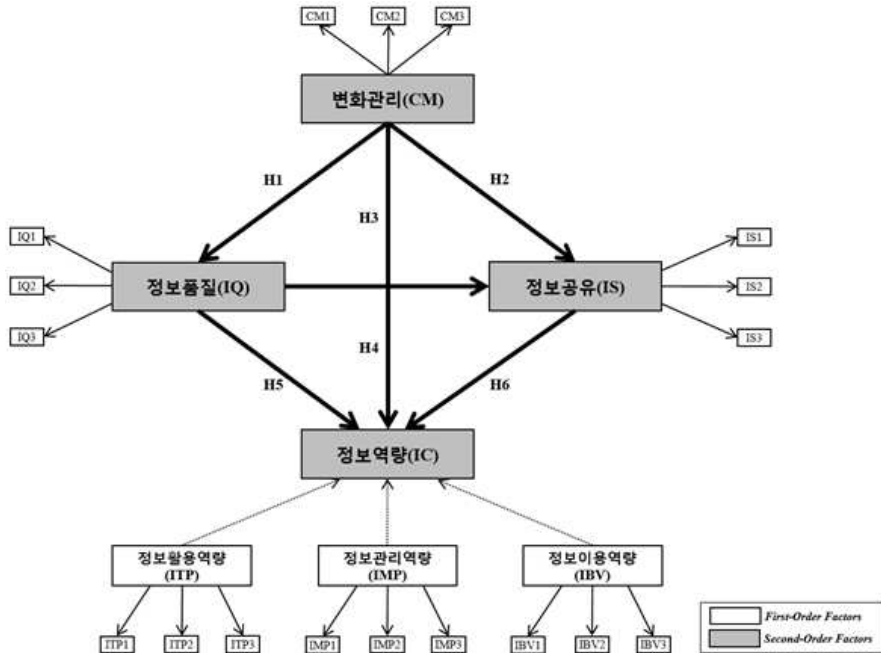 CM1
CM2
CM3
변화관리(CM)
H1
H2
H3
IQ1
IQ2
IQ3
정보품질(IQ)
정보공유(IS)
IS1
IS2
IS3
H4
H5
H6
정보역량(IC)
정보활용역량
(ITP)
정보관리역량
(IMP)
정보이용역량
(IBV)
ITP1
ITP2
ITP3
IMP1
IMP2
IMP3
IBV1
IBV2
IBV3
First-Order Factors
Second-Order Factors